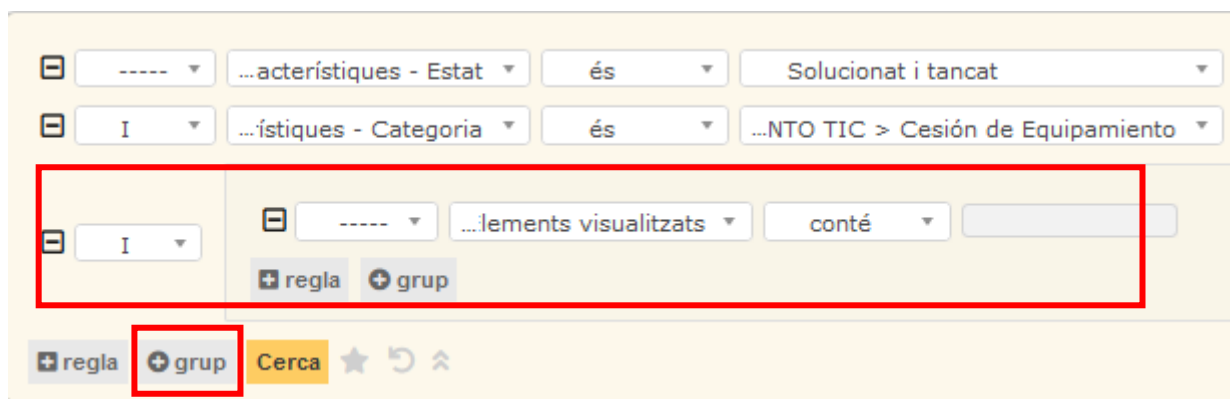 ----- ...acterístiques - Estat és Solucionat i tancat
I ...ístiques - Categoria és ...NTO TIC > Cesión de Equipamiento
I ----- ...lements visualitzats conté
regla grup
regla grup Cerca